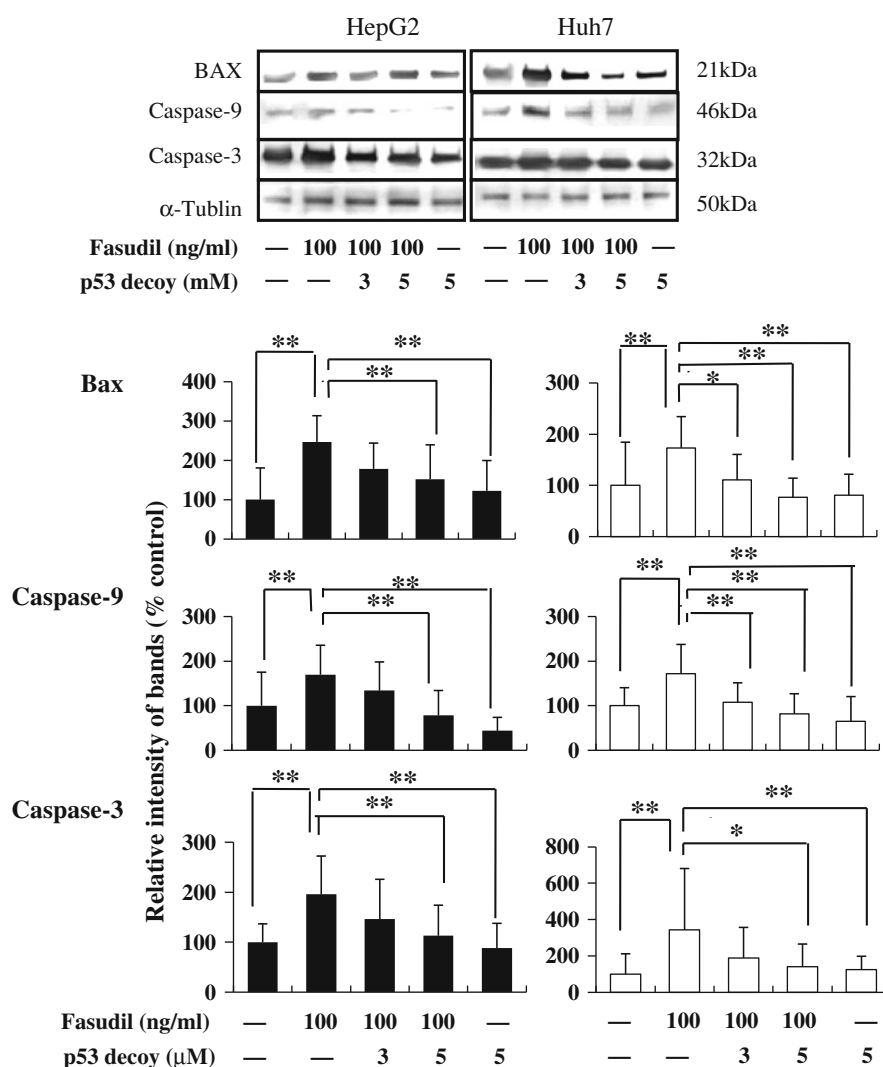 HepG2 Huh7
BAX 21kDa
Caspase-9 46kDa
Caspase-3 32kDa
α-Tublin 50kDa
Fasudil (ng/ml) — 100 100 100 — — 100 100 100 —
p53 decoy (mM) — — 3 5 5 — — 3 5 5
Bax
Caspase-9
Caspase-3
Relative intensity of bands (% control)
** ** **
400
300
200
100
0
** ** ** *
300
200
100
0
** ** **
300
200
100
0
** ** ** **
300
200
100
0
** ** **
300
200
100
0
** ** *
800
600
400
200
0
Fasudil (ng/ml) — 100 100 100 — — 100 100 100 —
p53 decoy (μM) — — 3 5 5 — — 3 5 5